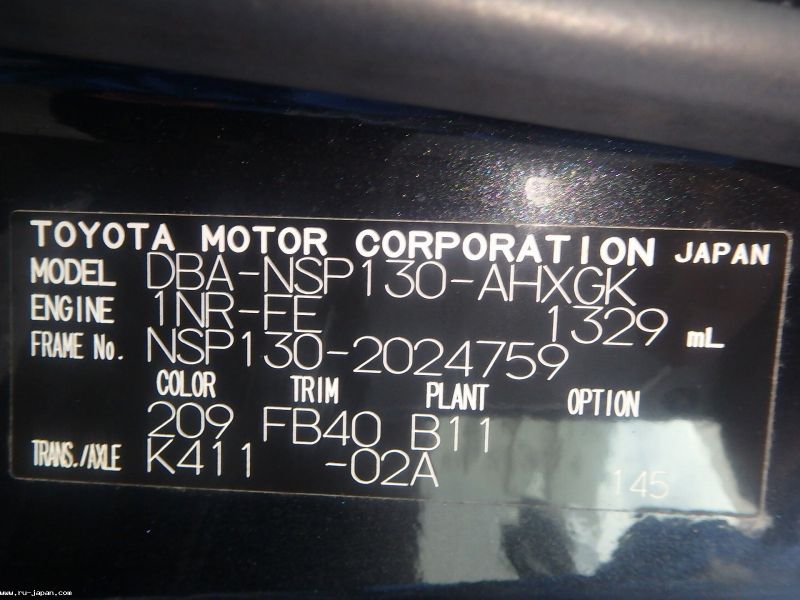 TOYOTA MOTOR CORPORATION JAPAN
MODEL DBA-NSP130-AHXGK
ENGINE 1NR-FE 1329 mL
FRAME No. NSP130-2024759
COLOR TRIM PLANT OPTION
209 FB40 B11
TRANS./AXLE K411 -02A
145
www.ru-japan.com